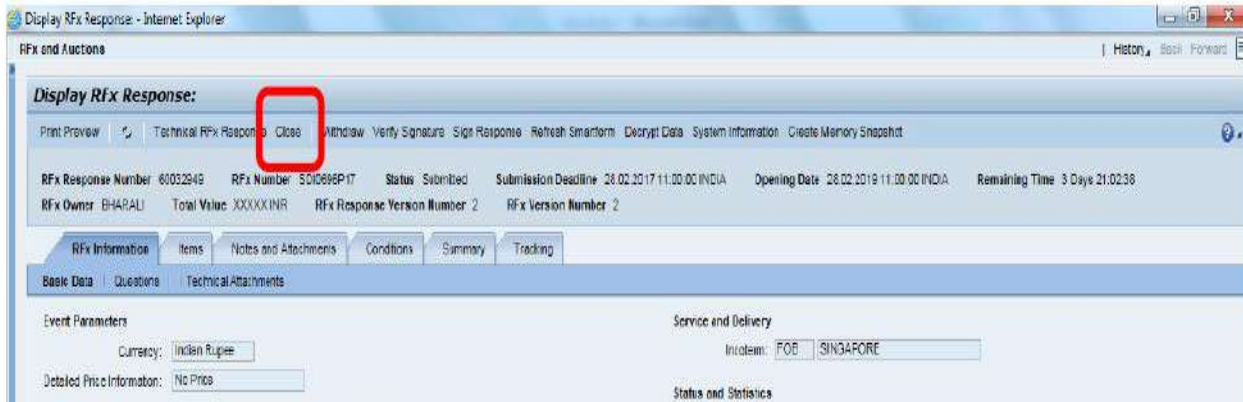 Display RFx Response: - Internet Explorer
RFx and Auctions
History Back Forward
Display RFx Response:
Print Preview Technical RFx Response Close Withdraw Verify Signature Sign Response Refresh Smartform Decrypt Data System Information Create Memory Snapshot
RFx Response Number 60032949 RFx Number SDI0696P17 Status Submitted Submission Deadline 28.02.2017 11:00:00 INDIA Opening Date 28.02.2019 11:00:00 INDIA Remaining Time 3 Days 21:02:38
RFx Owner BHARALI Total Value XXXXX INR RFx Response Version Number 2 RFx Version Number 2
RFx Information Items Notes and Attachments Conditions Summary Tracking
Basic Data Questions Technical Attachments
Event Parameters Service and Delivery
Currency: Indian Rupee Incoterm: FOB SINGAPORE
Detailed Price Information: No Price
Status and Statistics